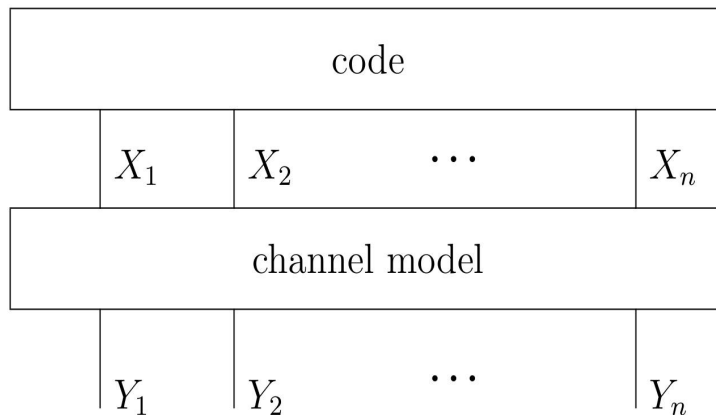 code
X₁ X₂ ··· Xₙ
channel model
Y₁ Y₂ ··· Yₙ